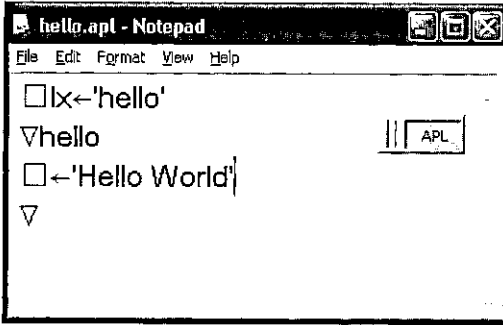 hello.apl - Notepad
File Edit Format View Help
⎕lx←'hello'
∇hello
APL
⎕←'Hello World'
∇